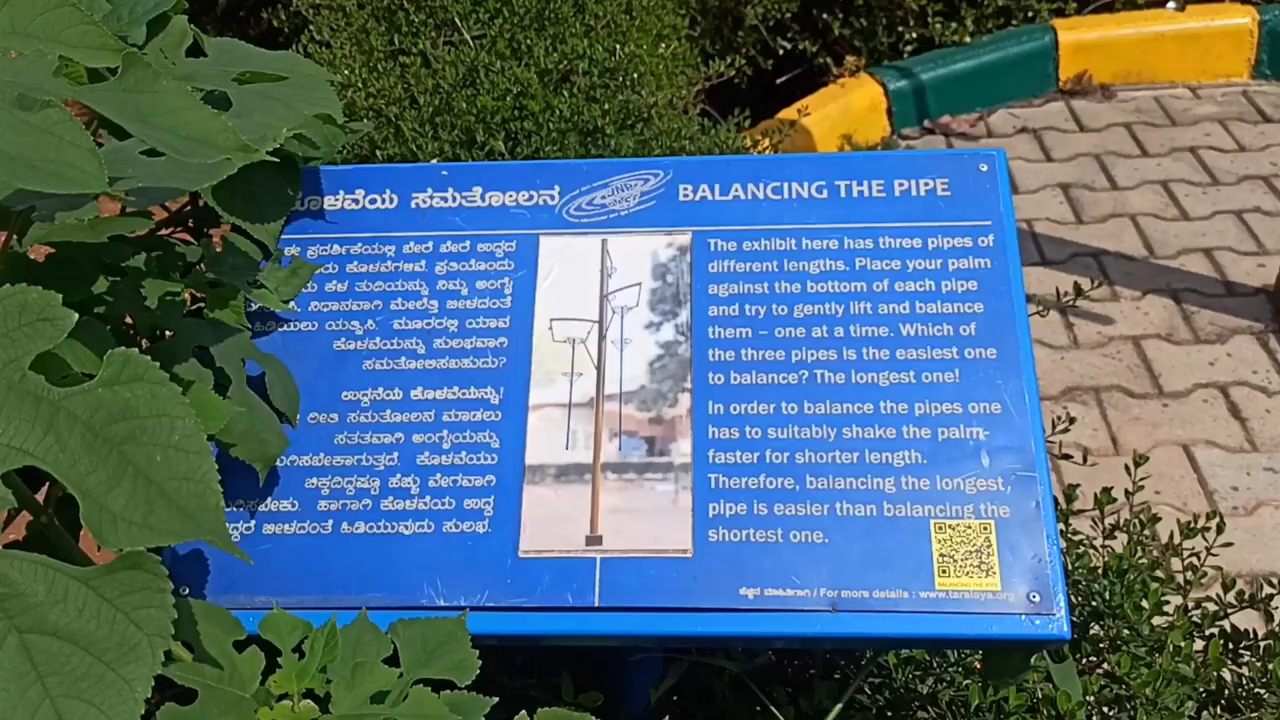 ಕೊಳವೆಯ ಸಮತೋಲನ
BALANCING THE PIPE
ಈ ಪ್ರದರ್ಶಿಕೆಯಲ್ಲಿ ಬೇರೆ ಬೇರೆ ಉದ್ದದ
ಕೊಳವೆಗಳಿವೆ. ಪ್ರತಿಯೊಂದು
ಕೆಳ ತುದಿಯನ್ನು ನಿಮ್ಮ ಅಂಗೈ
ನಿಧಾನವಾಗಿ ಮೇಲೆತ್ತಿ ಬೀಳದಂತೆ
ಹಿಡಿಯಲು ಯತ್ನಿಸಿ. ಮೂರರಲ್ಲಿ ಯಾವ
ಕೊಳವೆಯನ್ನು ಸುಲಭವಾಗಿ
ಸಮತೋಲಿಸಬಹುದು?
ಉದ್ದನೆಯ ಕೊಳವೆಯನ್ನು!
ರೀತಿ ಸಮತೋಲನ ಮಾಡಲು
ಸತತವಾಗಿ ಅಂಗೈಯನ್ನು
ಕೊಳವೆಯು
ಚಿಕ್ಕದಿದ್ದಷ್ಟೂ ಹೆಚ್ಚು ವೇಗವಾಗಿ
ಹಾಗಾಗಿ ಕೊಳವೆಯ ಉದ್ದ
ಬೀಳದಂತೆ ಹಿಡಿಯುವುದು ಸುಲಭ.
The exhibit here has three pipes of
different lengths. Place your palm
against the bottom of each pipe
and try to gently lift and balance
them – one at a time. Which of
the three pipes is the easiest one
to balance? The longest one!
In order to balance the pipes one
has to suitably shake the palm-
faster for shorter length.
Therefore, balancing the longest,
pipe is easier than balancing the
shortest one.
BALANCING THE PIPE
ಹೆಚ್ಚಿನ ಮಾಹಿತಿಗಾಗಿ / For more details : www.taralaya.org